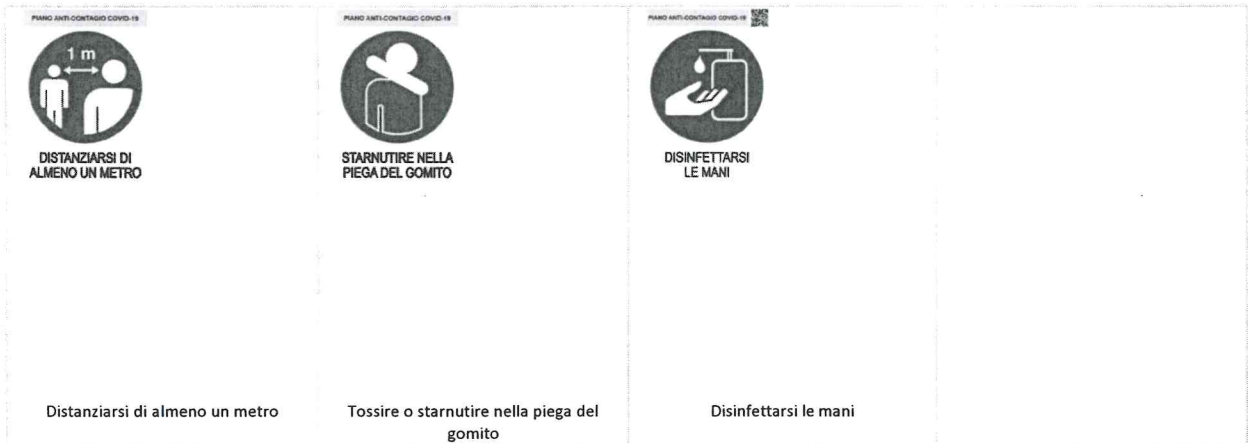 PIANO ANTI-CONTAGIO COVID-19
1 m
DISTANZIARSI DI
ALMENO UN METRO
Distanziarsi di almeno un metro
PIANO ANTI-CONTAGIO COVID-19
STARNUTIRE NELLA
PIEGA DEL GOMITO
Tossire o starnutire nella piega del
gomito
PIANO ANTI-CONTAGIO COVID-19
DISINFETTARSI
LE MANI
Disinfettarsi le mani